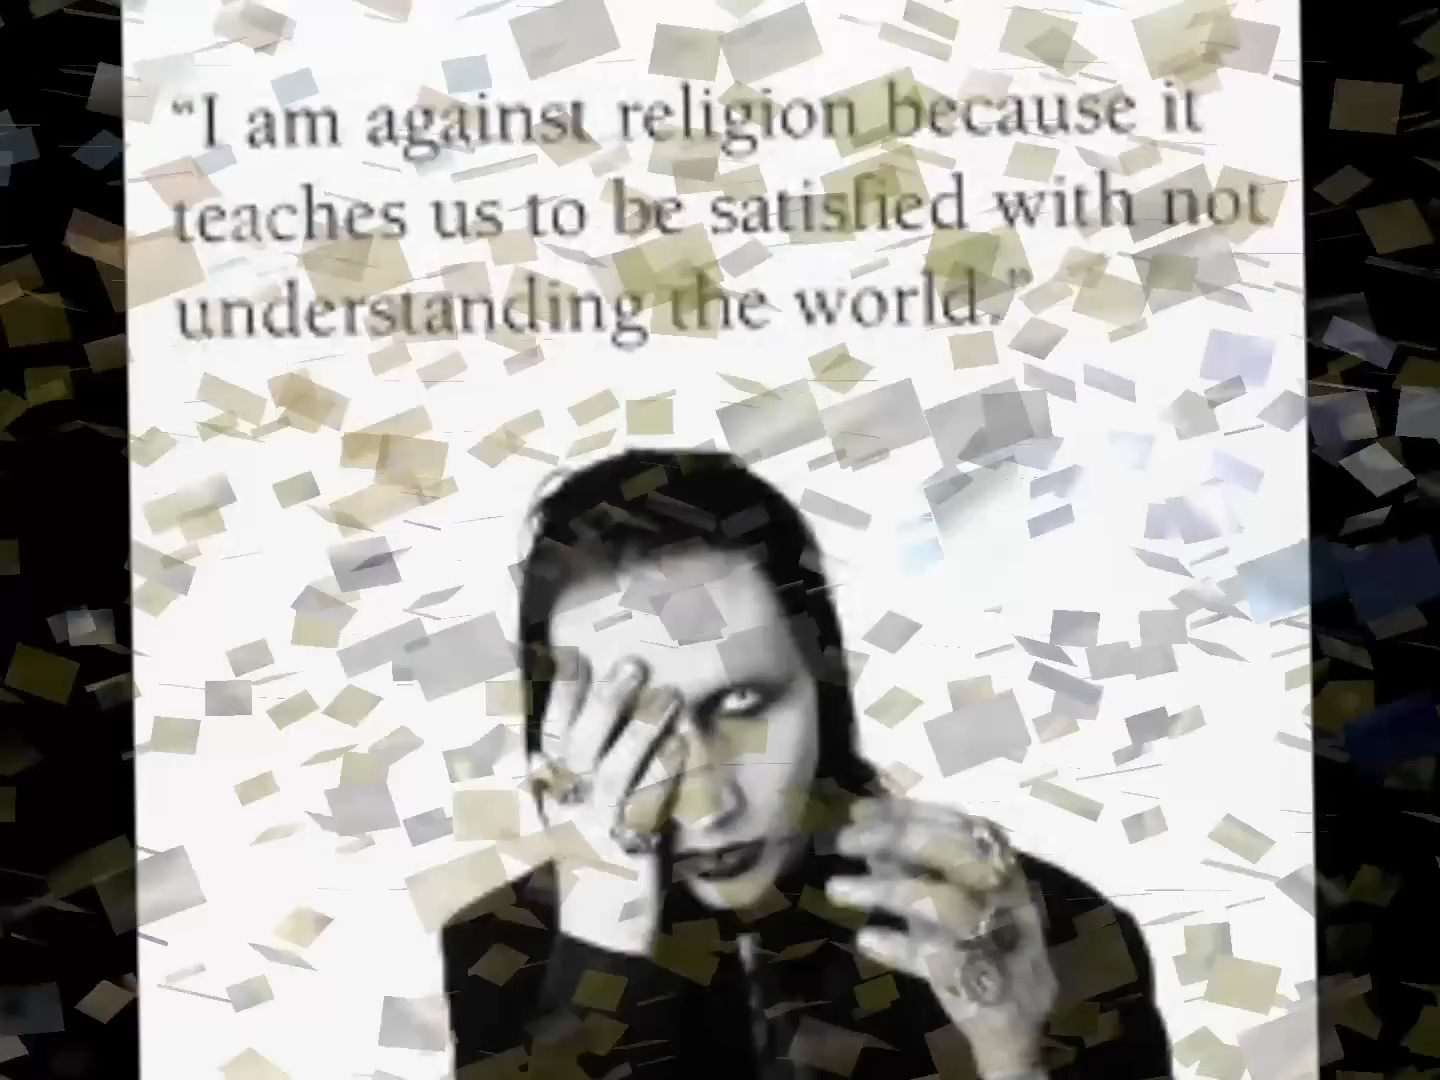 “I am against religion because it
teaches us to be satisfied with not
understanding the world.”